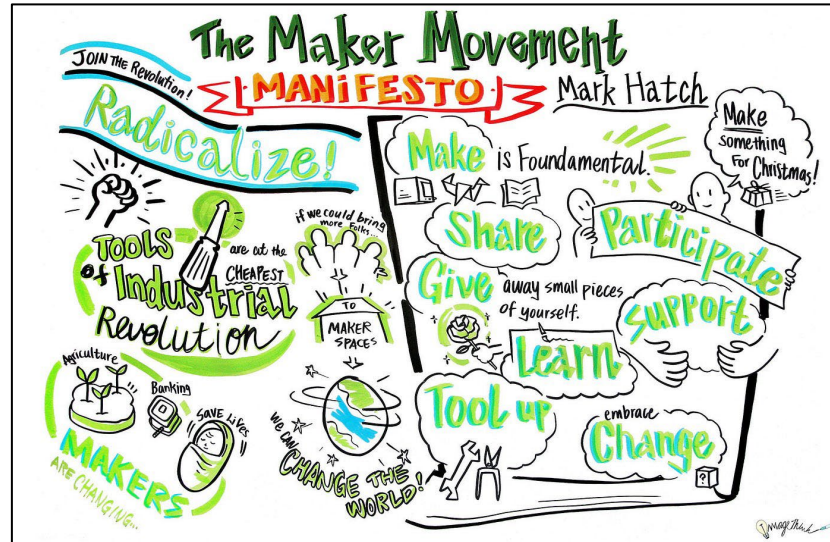 The Maker Movement
MANiFESTO
Mark Hatch
JOIN THE Revolution!
Radicalize!
TOOLS
of Industrial
Revolution
are at the
CHEAPEST
if we could bring
more Folks...
TO
MAKER
SPACES
we can
CHANGE THE
WORLD!
Agriculture
Banking
SAVE Lives
MAKERS
ARE CHANGING...
Make is Foundamental.
Share
Give away small pieces
of yourself.
Learn
Tool up
Participate
Support
embrace
Change
?
Make
something
For Christmas!
ImageThink